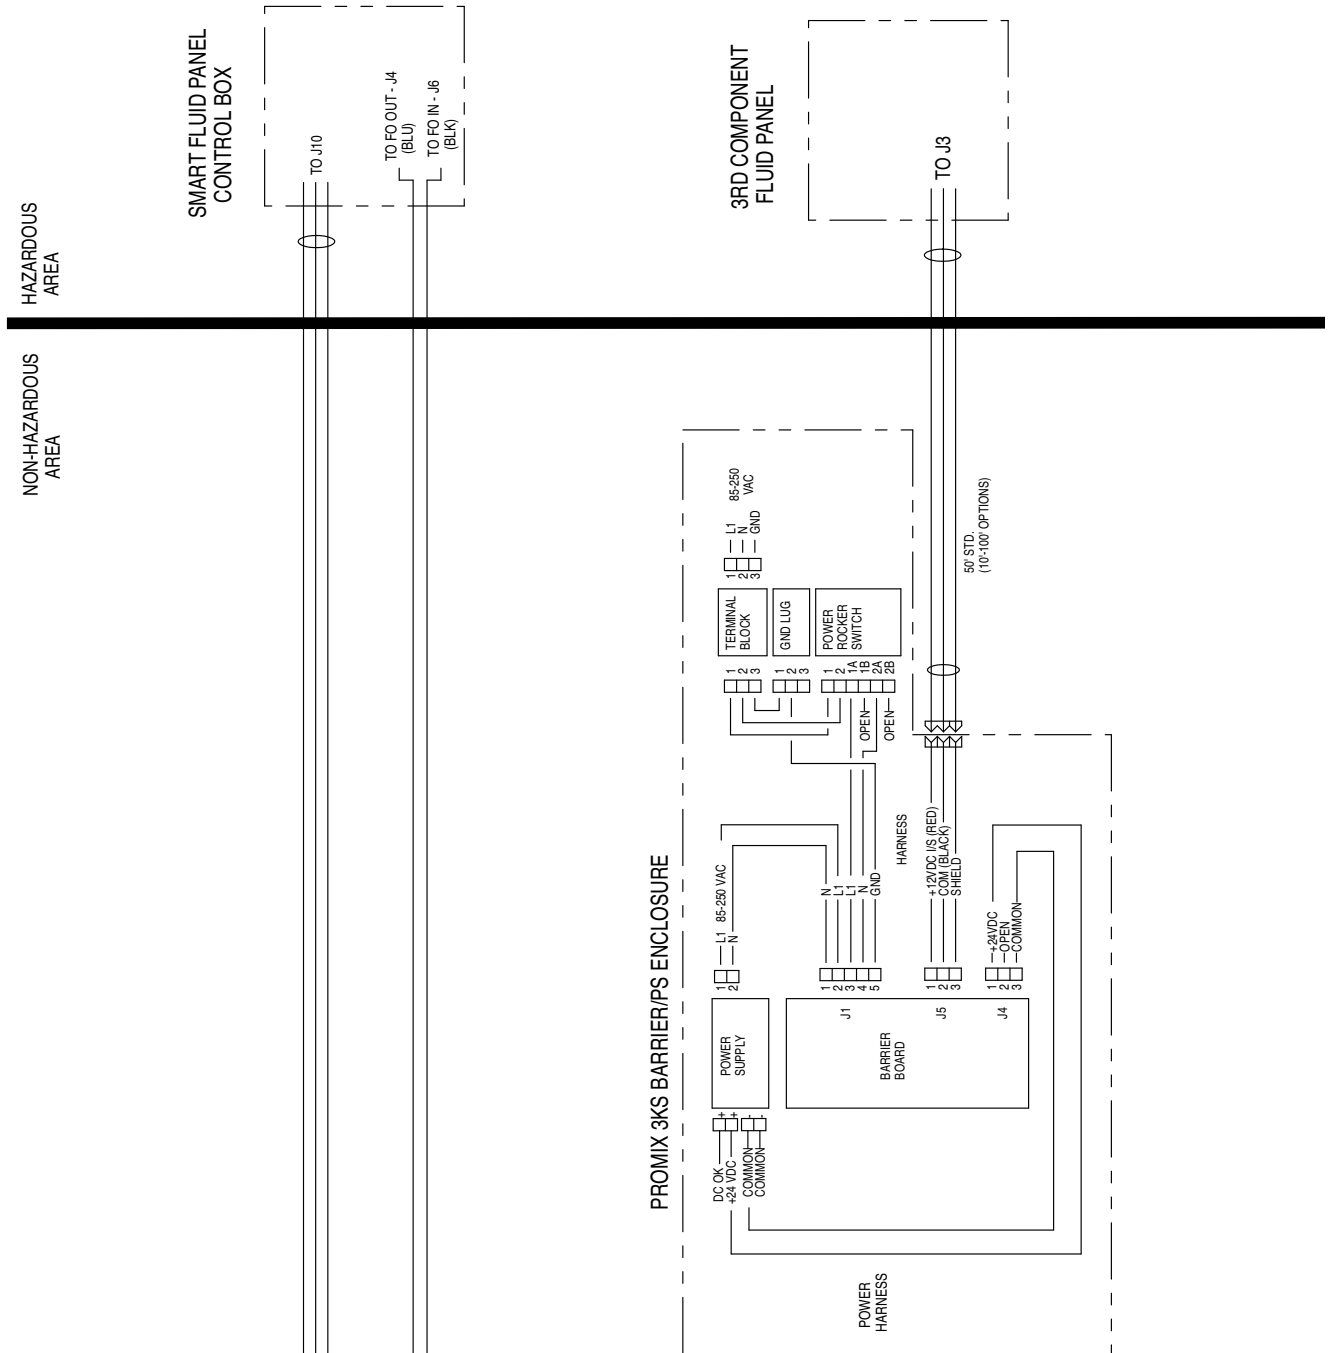 HAZARDOUS
AREA
NON-HAZARDOUS
AREA
SMART FLUID PANEL
CONTROL BOX
TO J10
TO FO OUT - J4
(BLU)
TO FO IN - J6
(BLK)
3RD COMPONENT
FLUID PANEL
TO J3
PROMIX 3KS BARRIER/PS ENCLOSURE
L1
N
GND
85-250
VAC
1
2
3
TERMINAL
BLOCK
GND LUG
POWER
ROCKER
SWITCH
1
2
3
1
2
3
1
2
1A
1B
2A
2B
OPEN
OPEN
50' STD.
(10'-100' OPTIONS)
HARNESS
L1 85-250 VAC
N
1
2
N
L1
L1
N
GND
1
2
3
4
5
+12VDC I/S (RED)
COM (BLACK)
SHIELD
1
2
3
+24VDC
OPEN
COMMON
1
2
3
POWER
SUPPLY
J1
J5
J4
BARRIER
BOARD
+
+
-
-
DC OK
+24 VDC
COMMON
COMMON
POWER
HARNESS